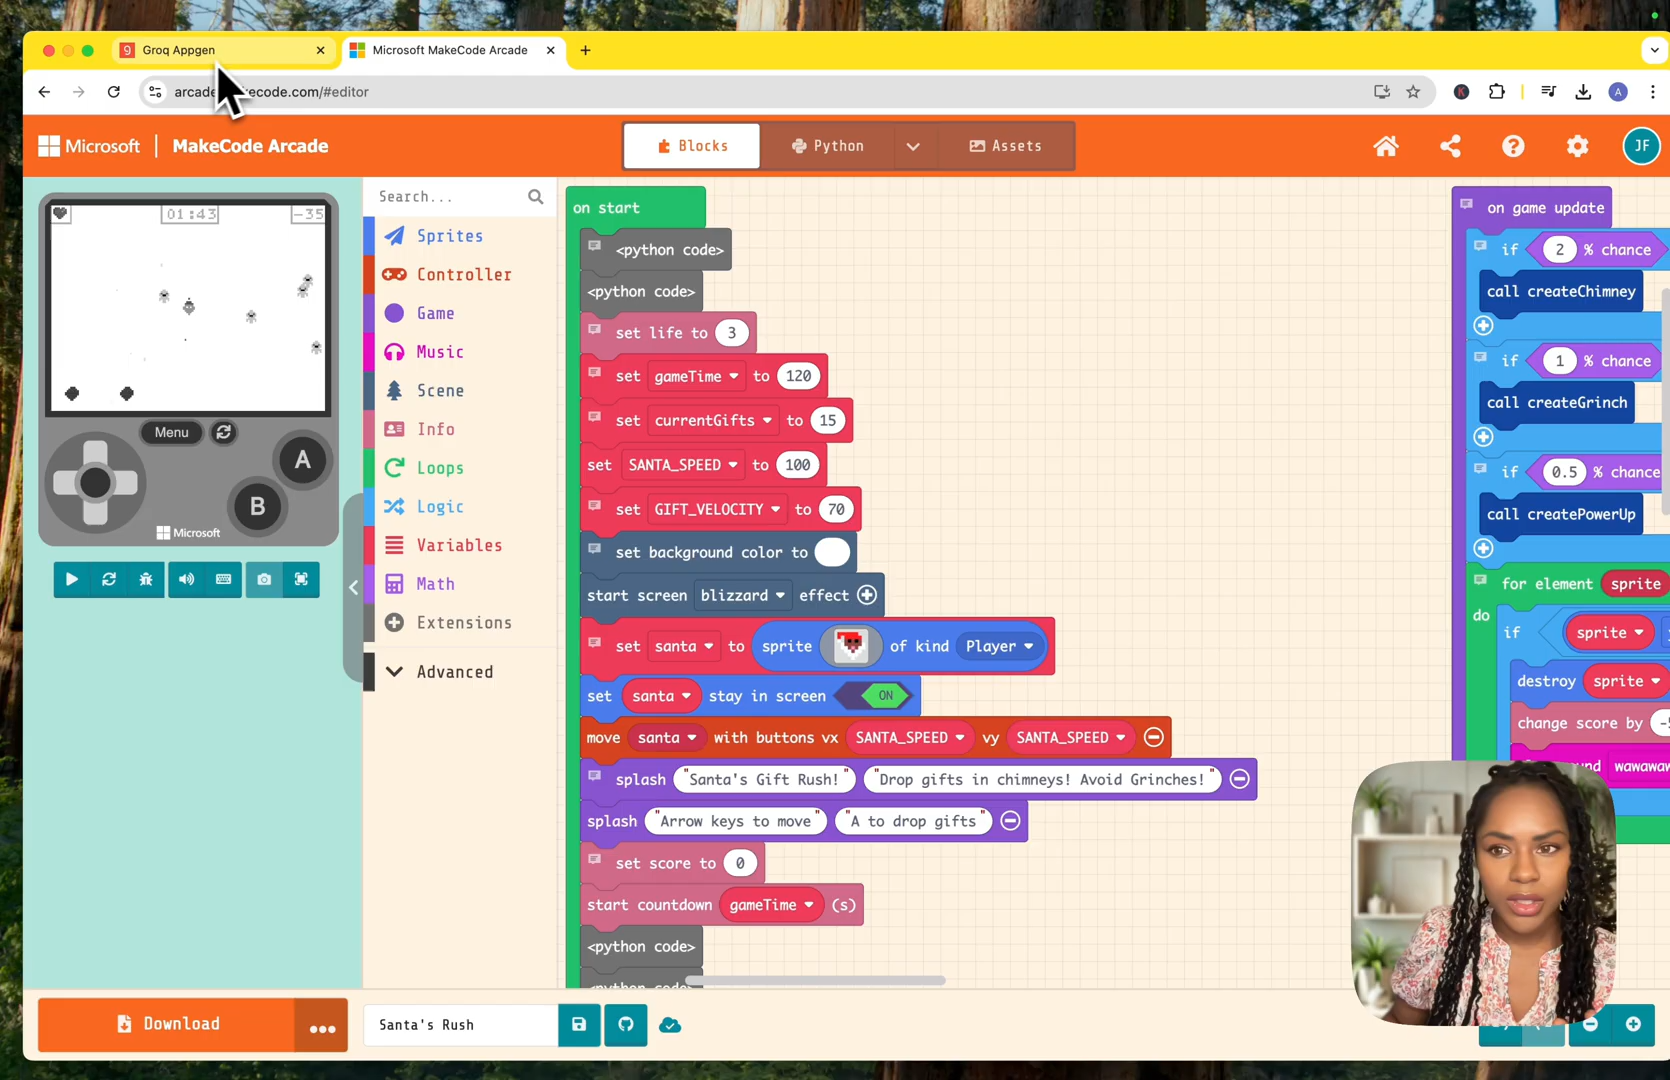 Groq Appgen
Microsoft MakeCode Arcade
arcade
kecode.com/#editor
K
A
Microsoft
MakeCode Arcade
Blocks
Python
Assets
JF
01:43
-35
Menu
A
B
Microsoft
Search...
Sprites
Controller
Game
Music
Scene
Info
Loops
Logic
Variables
Math
Extensions
Advanced
on start
<python code>
<python code>
set life to 3
set gameTime to 120
set currentGifts to 15
set SANTA_SPEED to 100
set GIFT_VELOCITY to 70
set background color to
start screen blizzard effect
set santa to sprite of kind Player
set santa stay in screen ON
move santa with buttons vx SANTA_SPEED vy SANTA_SPEED
splash "Santa's Gift Rush!" "Drop gifts in chimneys! Avoid Grinches!"
splash "Arrow keys to move" "A to drop gifts"
set score to 0
start countdown gameTime (s)
<python code>
on game update
if 2 % chance
call createChimney
if 1 % chance
call createGrinch
if 0.5 % chance
call createPowerUp
for element sprite
do
if sprite
destroy sprite
change score by
wawawaw
Download
Santa's Rush